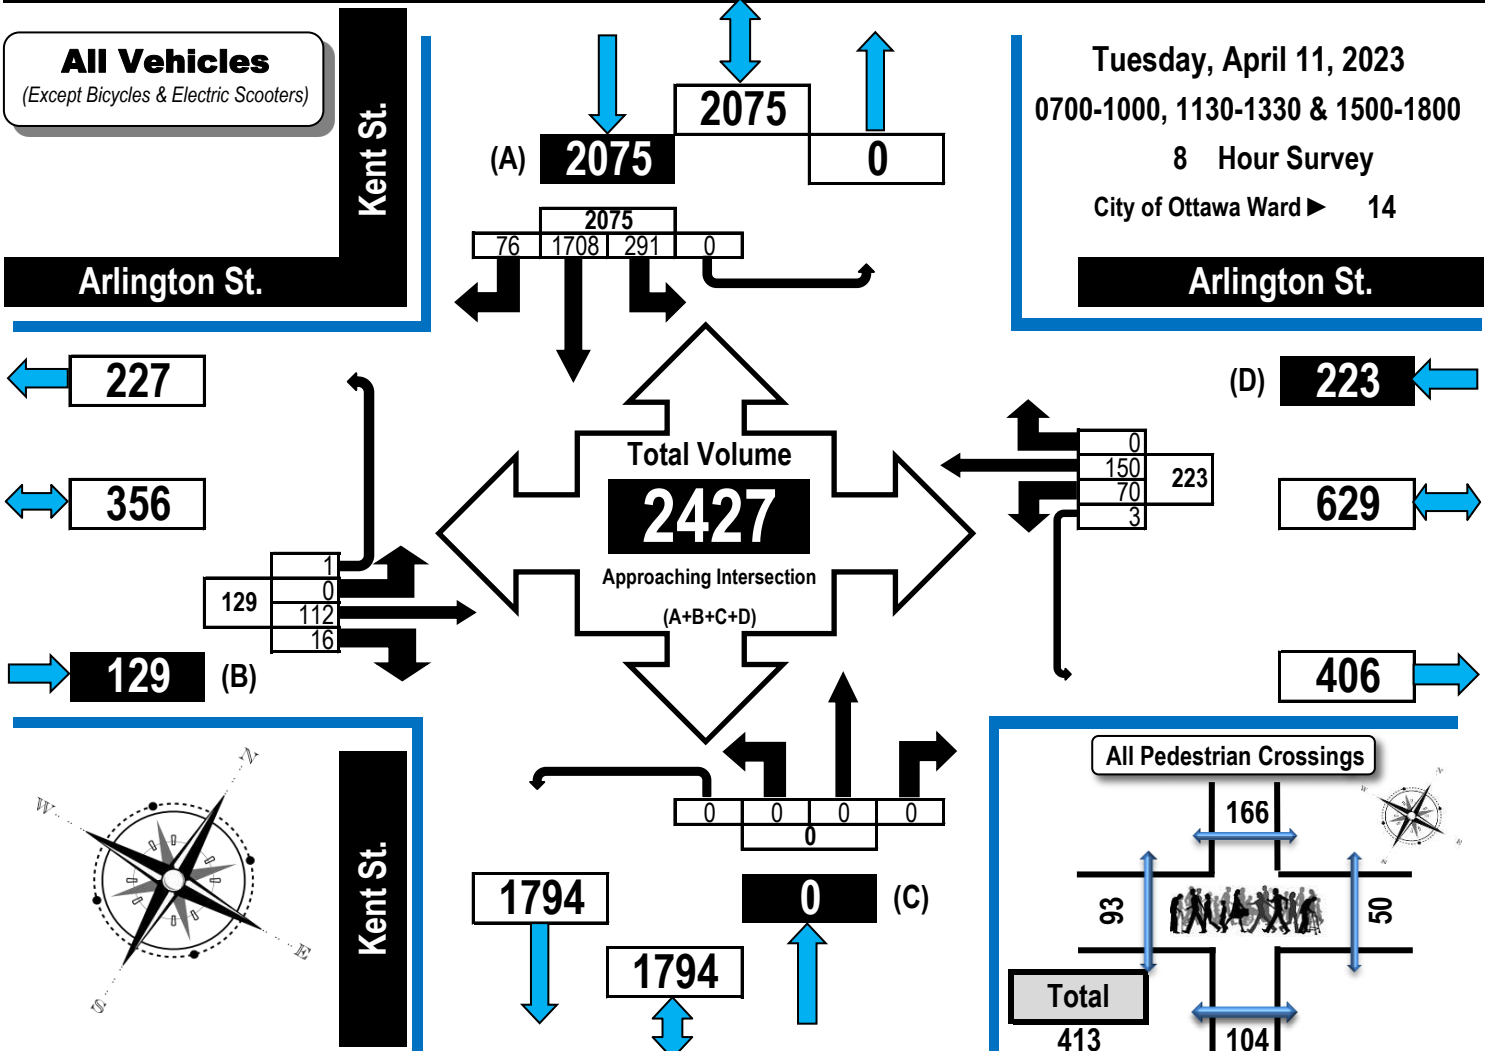 All Vehicles
(Except Bicycles & Electric Scooters)
Kent St.
Arlington St.
2075
(A) 2075
0
2075
76 1708 291 0
Tuesday, April 11, 2023
0700-1000, 1130-1330 & 1500-1800
8 Hour Survey
City of Ottawa Ward ► 14
Arlington St.
227
356
1
0
112
16
129
129 (B)
Total Volume
2427
Approaching Intersection
(A+B+C+D)
(D) 223
0
150
70
3
223
629
406
N
W
E
S
Kent St.
0 0 0 0
0
1794
0 (C)
1794
All Pedestrian Crossings
166
93
50
Total
413
104
N
W
E
S